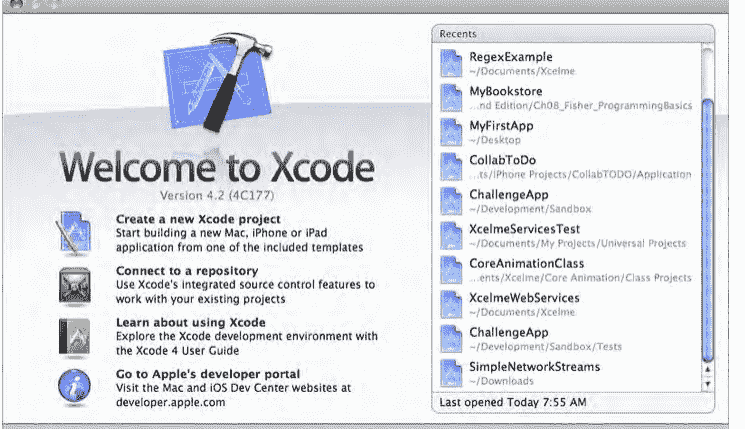 Welcome to Xcode
Version 4.2 (4C177)
Create a new Xcode project
Start building a new Mac, iPhone or iPad
application from one of the included templates
Connect to a repository
Use Xcode's integrated source control features to
work with your existing projects
Learn about using Xcode
Explore the Xcode development environment with
the Xcode 4 User Guide
Go to Apple's developer portal
Visit the Mac and iOS Dev Center websites at
developer.apple.com
Recents
RegexExample
~/Documents/Xcelme
MyBookstore
...nd Edition/Ch08_Fisher_ProgrammingBasics
MyFirstApp
~/Desktop
CollabToDo
...ts/iPhone Projects/CollabTODO/Application
ChallengeApp
~/Development/Sandbox
XcelmeServicesTest
~/Documents/My Projects/Universal Projects
CoreAnimationClass
...ents/Xcelme/Core Animation/Class Projects
XcelmeWebServices
~/Documents/Xcelme
ChallengeApp
~/Development/Sandbox/Tests
SimpleNetworkStreams
~/Downloads
Last opened Today 7:55 AM